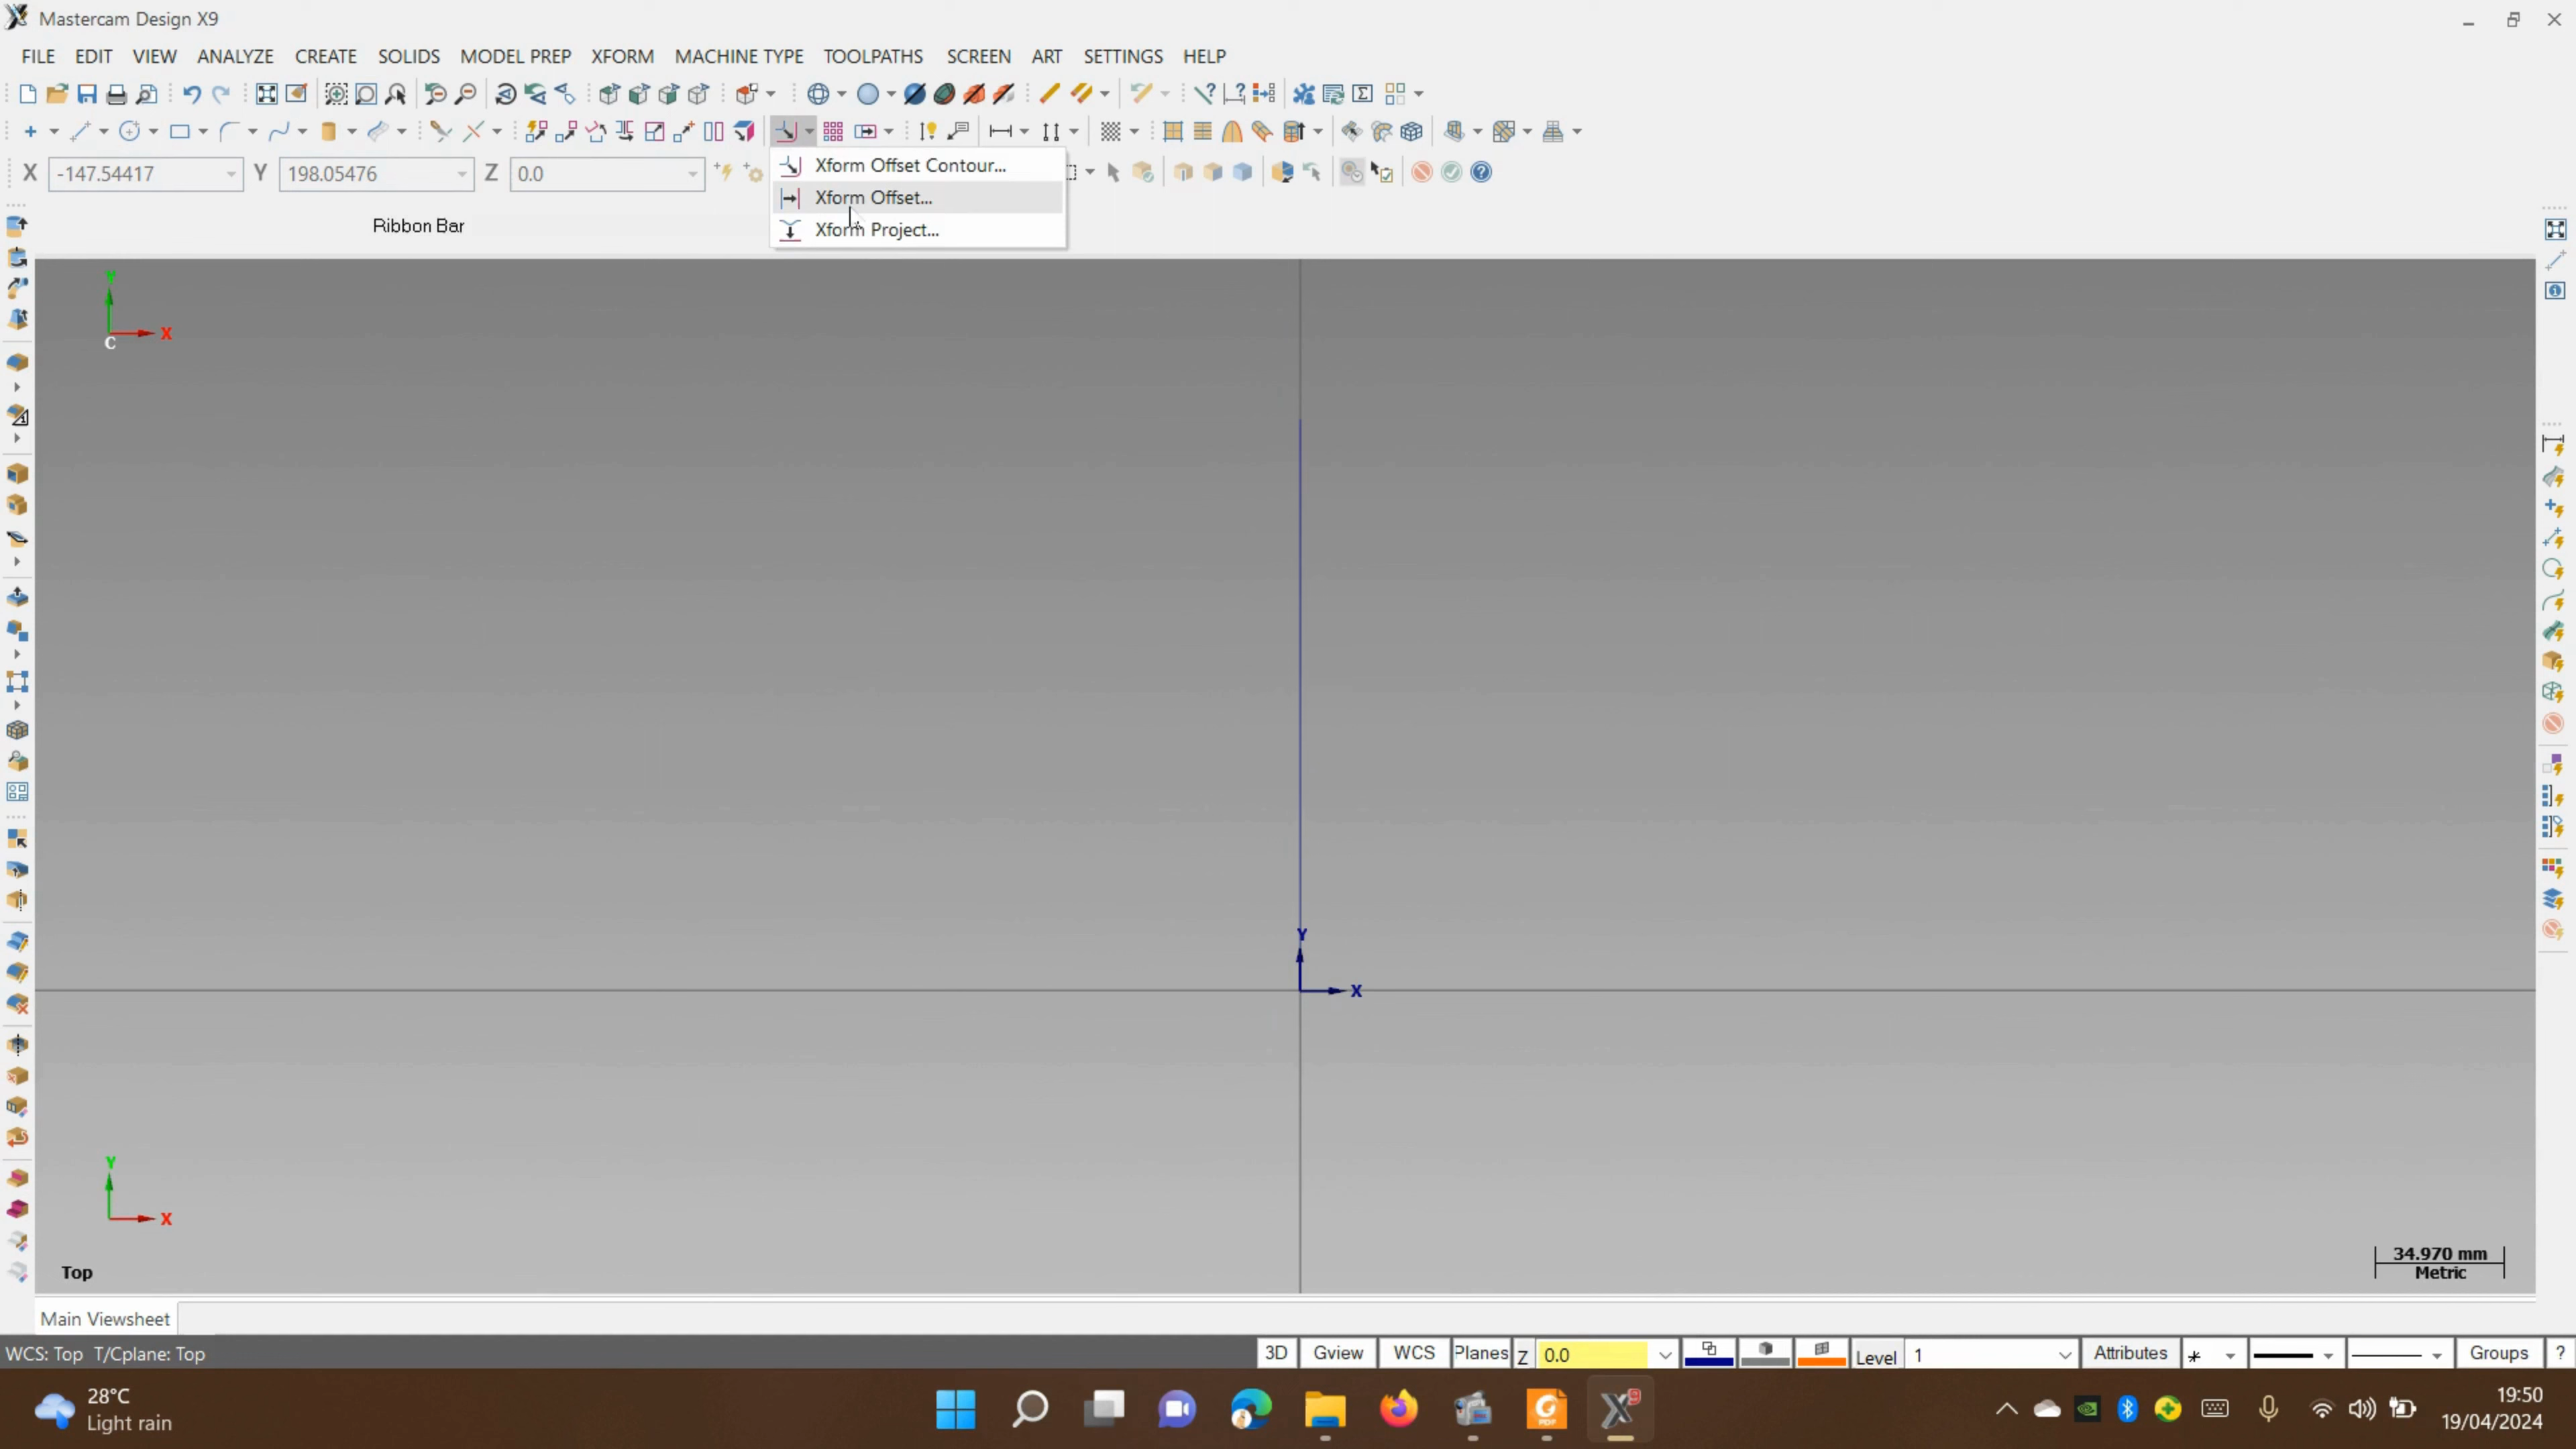 Mastercam Design X9
FILE EDIT VIEW ANALYZE CREATE SOLIDS MODEL PREP XFORM MACHINE TYPE TOOLPATHS SCREEN ART SETTINGS HELP
X -147.54417 Y 198.05476 Z 0.0
Xform Offset Contour...
Xform Offset...
Xform Project...
Ribbon Bar
Y
X
C
Y
X
Y
X
Top
34.970 mm
Metric
Main Viewsheet
WCS: Top T/Cplane: Top 3D Gview WCS Planes Z 0.0 Level 1 Attributes Groups ?
28°C
Light rain
19:50
19/04/2024